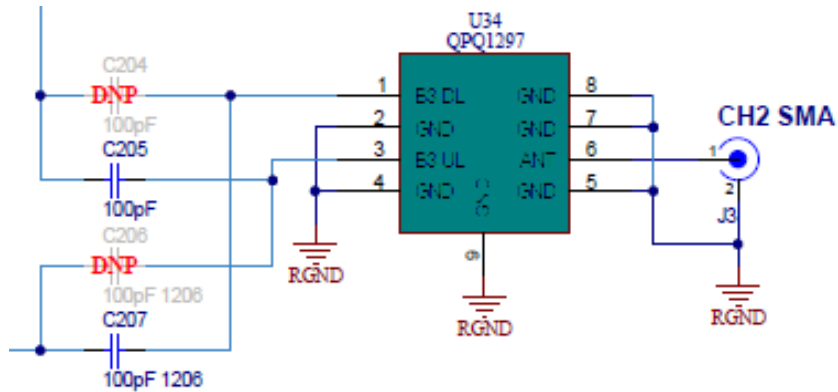 U34
QPQ1297
C204
DNP
100pF
C205
100pF
C206
DNP
100pF 1206
C207
100pF 1206
1
B3 DL
GND
8
2
GND
GND
7
3
B3 UL
ANT
6
4
GND
GND
5
9
RGND
RGND
CH2 SMA
1
2
J3
RGND